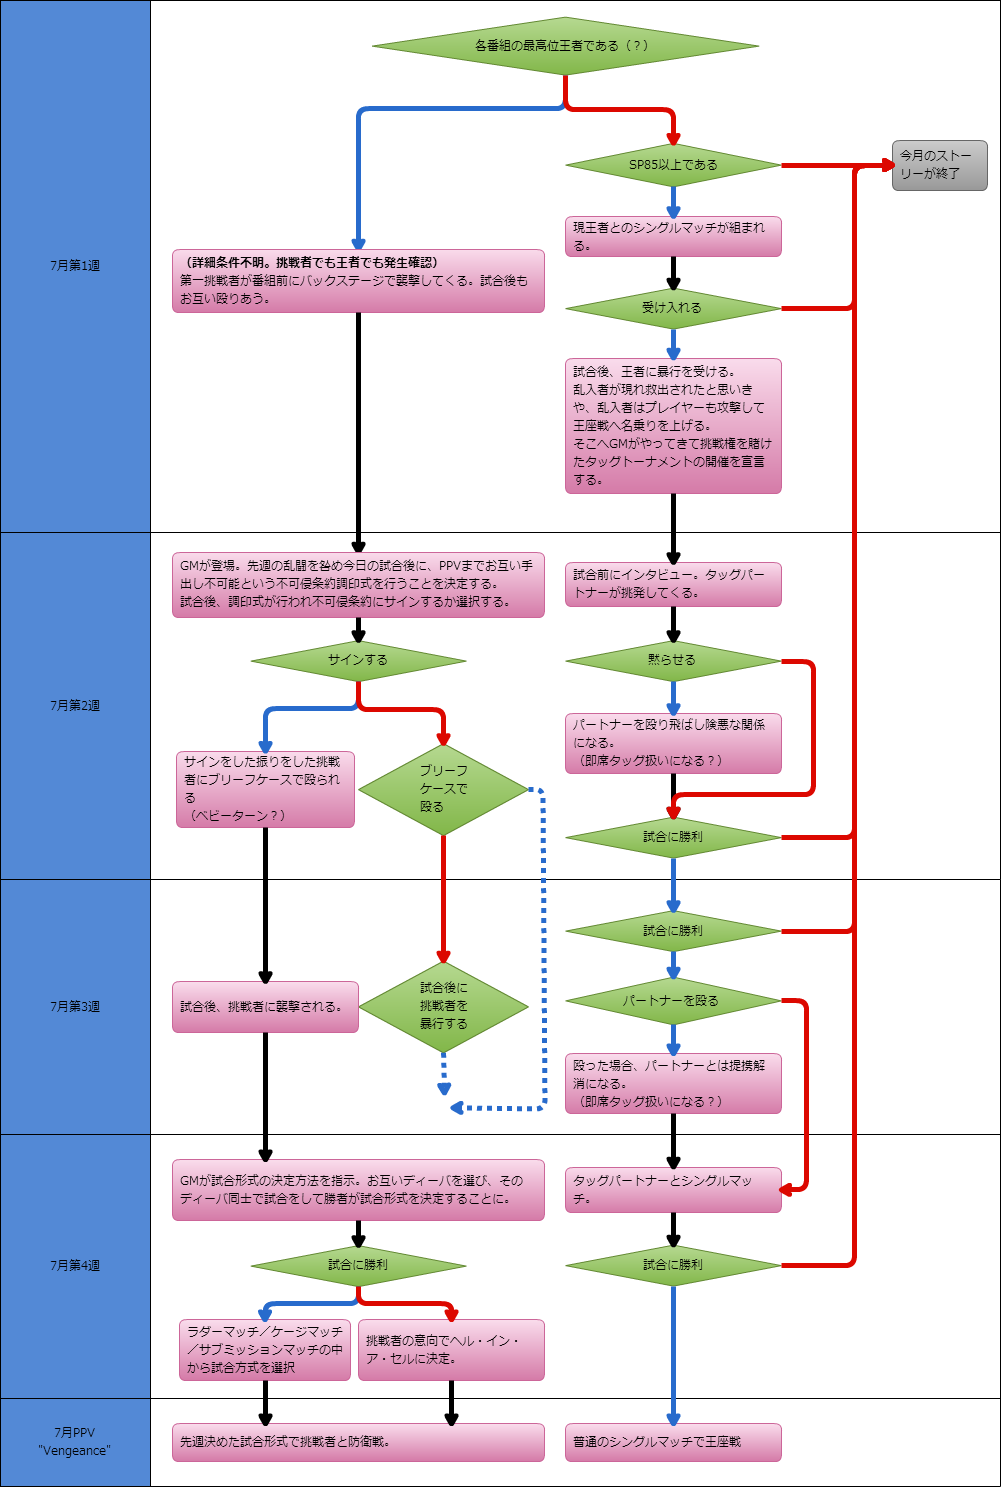 各番組の最高位王者である（？）
7月第1週
SP85以上である
今月のストー
リーが終了
現王者とのシングルマッチが組まれ
る。
（詳細条件不明。挑戦者でも王者でも発生確認）
第一挑戦者が番組前にバックステージで襲撃してくる。試合後も
お互い殴りあう。
受け入れる
試合後、王者に暴行を受ける。
乱入者が現れ救出されたと思いき
や、乱入者はプレイヤーも攻撃して
王座戦へ名乗りを上げる。
そこへGMがやってきて挑戦権を賭け
たタッグトーナメントの開催を宣言
する。
7月第2週
GMが登場。先週の乱闘を咎め今日の試合後に、PPVまでお互い手
出し不可能という不可侵条約調印式を行うことを決定する。
試合後、調印式が行われ不可侵条約にサインするか選択する。
試合前にインタビュー。タッグパー
トナーが挑発してくる。
サインする
黙らせる
サインをした振りをした挑戦
者にブリーフケースで殴られ
る
（ベビーターン？）
ブリーフ
ケースで
殴る
パートナーを殴り飛ばし険悪な関係
になる。
（即席タッグ扱いになる？）
試合に勝利
7月第3週
試合に勝利
試合後、挑戦者に襲撃される。
試合後に
挑戦者を
暴行する
パートナーを殴る
殴った場合、パートナーとは提携解
消になる。
（即席タッグ扱いになる？）
7月第4週
GMが試合形式の決定方法を指示。お互いディーバを選び、その
ディーバ同士で試合をして勝者が試合形式を決定することに。
タッグパートナーとシングルマッ
チ。
試合に勝利
試合に勝利
ラダーマッチ／ケージマッチ
／サブミッションマッチの中
から試合方式を選択
挑戦者の意向でヘル・イン・
ア・セルに決定。
7月PPV
"Vengeance"
先週決めた試合形式で挑戦者と防衛戦。
普通のシングルマッチで王座戦